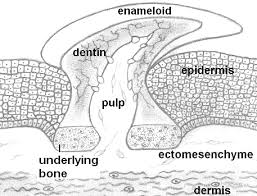 enameloid
dentin
epidermis
pulp
underlying
bone
ectomesenchyme
dermis